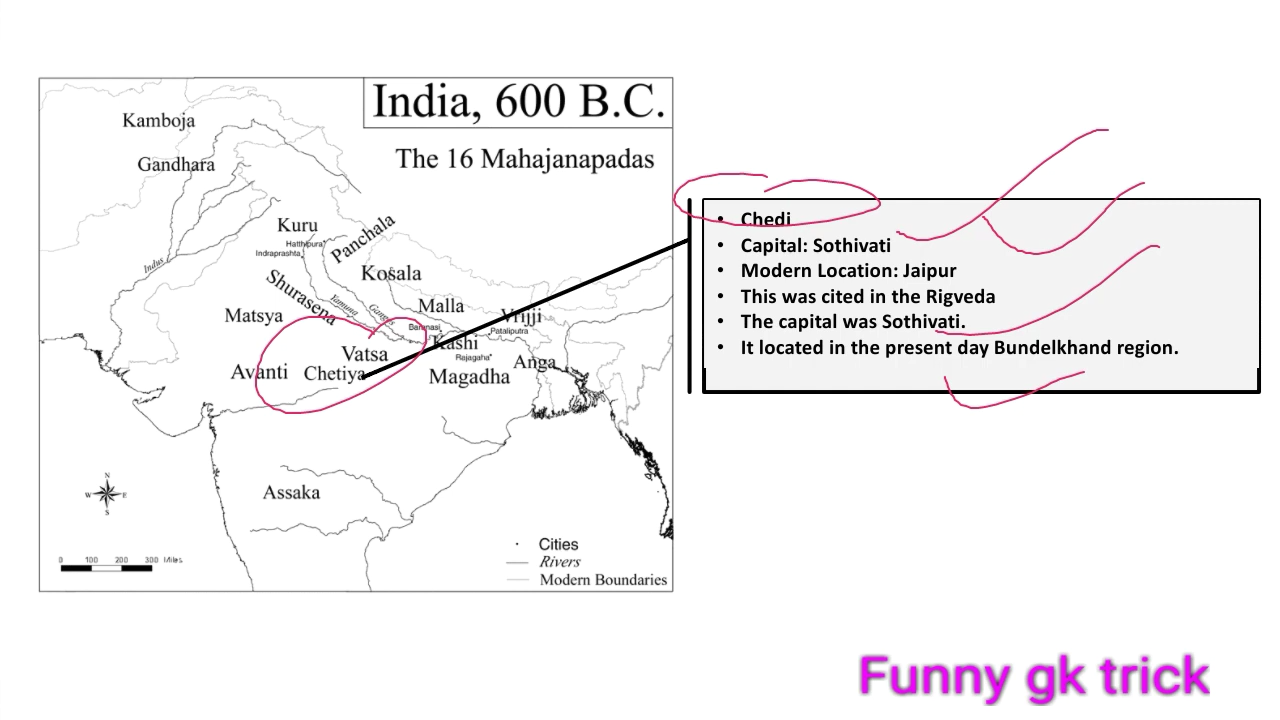 India, 600 B.C.
The 16 Mahajanapadas
Kamboja
Gandhara
Kuru
Hatthipura
Indraprashta
Panchala
Indus
Kosala
Shurasena
Yamuna
Ganges
Malla
Matsya
Vrijji
Baranasi
Pataliputra
Kashi
Vatsa
Rajagaha
Anga
Avanti
Chetiya
Magadha
Assaka
N
W E
S
0 100 200 300 Miles
Cities
Rivers
Modern Boundaries
• Chedi
• Capital: Sothivati
• Modern Location: Jaipur
• This was cited in the Rigveda
• The capital was Sothivati.
• It located in the present day Bundelkhand region.
Funny gk trick